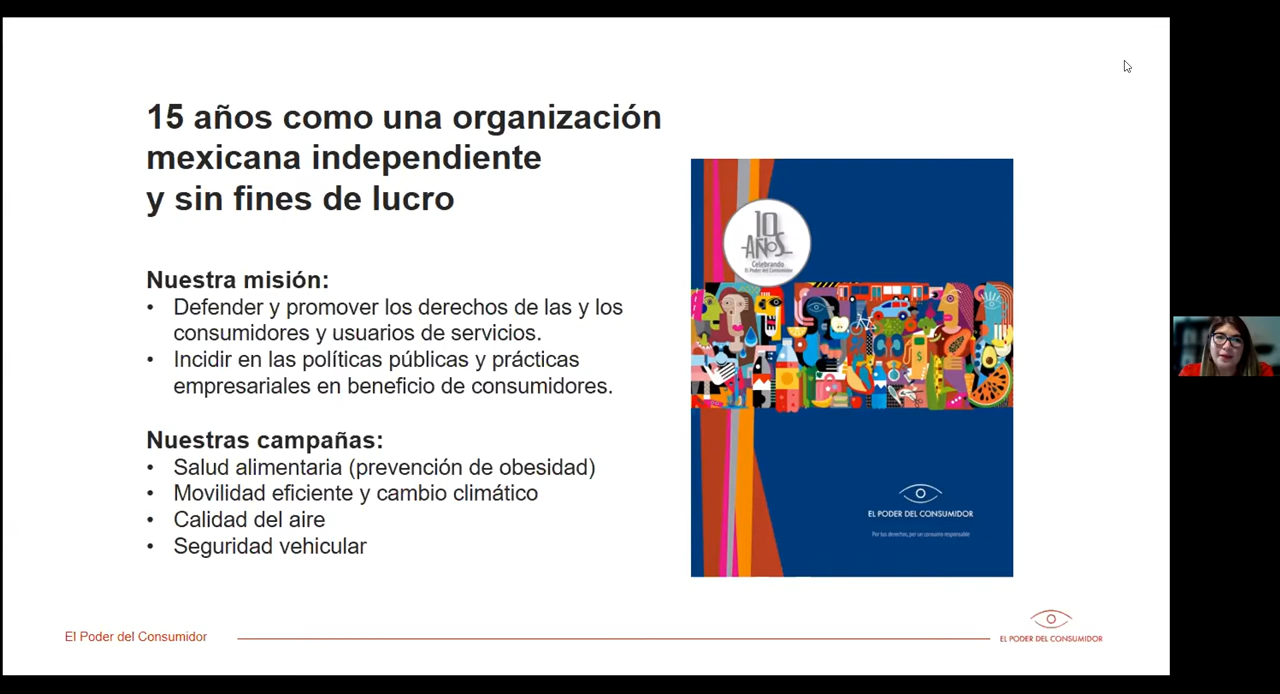 15 años como una organización
mexicana independiente
y sin fines de lucro
Nuestra misión:
• Defender y promover los derechos de las y los
consumidores y usuarios de servicios.
• Incidir en las políticas públicas y prácticas
empresariales en beneficio de consumidores.
Nuestras campañas:
• Salud alimentaria (prevención de obesidad)
• Movilidad eficiente y cambio climático
• Calidad del aire
• Seguridad vehicular
10
AÑOS
Celebrando
El Poder del Consumidor
$
EL PODER DEL CONSUMIDOR
Por tus derechos, por un consumo responsable
El Poder del Consumidor
EL PODER DEL CONSUMIDOR